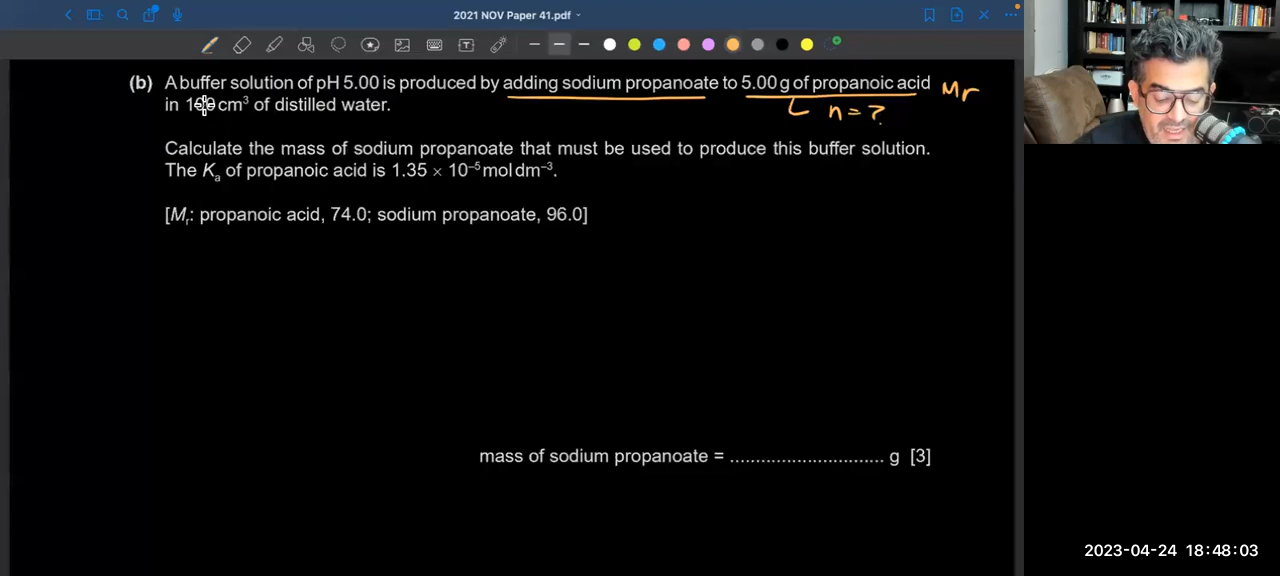 2021 NOV Paper 41.pdf
(b) A buffer solution of pH 5.00 is produced by adding sodium propanoate to 5.00 g of propanoic acid
Mr
in cm³ of distilled water.
n = ?
Calculate the mass of sodium propanoate that must be used to produce this buffer solution.
The Kₐ of propanoic acid is 1.35 × 10⁻⁵ mol dm⁻³.
[Mᵣ: propanoic acid, 74.0; sodium propanoate, 96.0]
mass of sodium propanoate = .............................. g [3]
2023-04-24 18:48:03